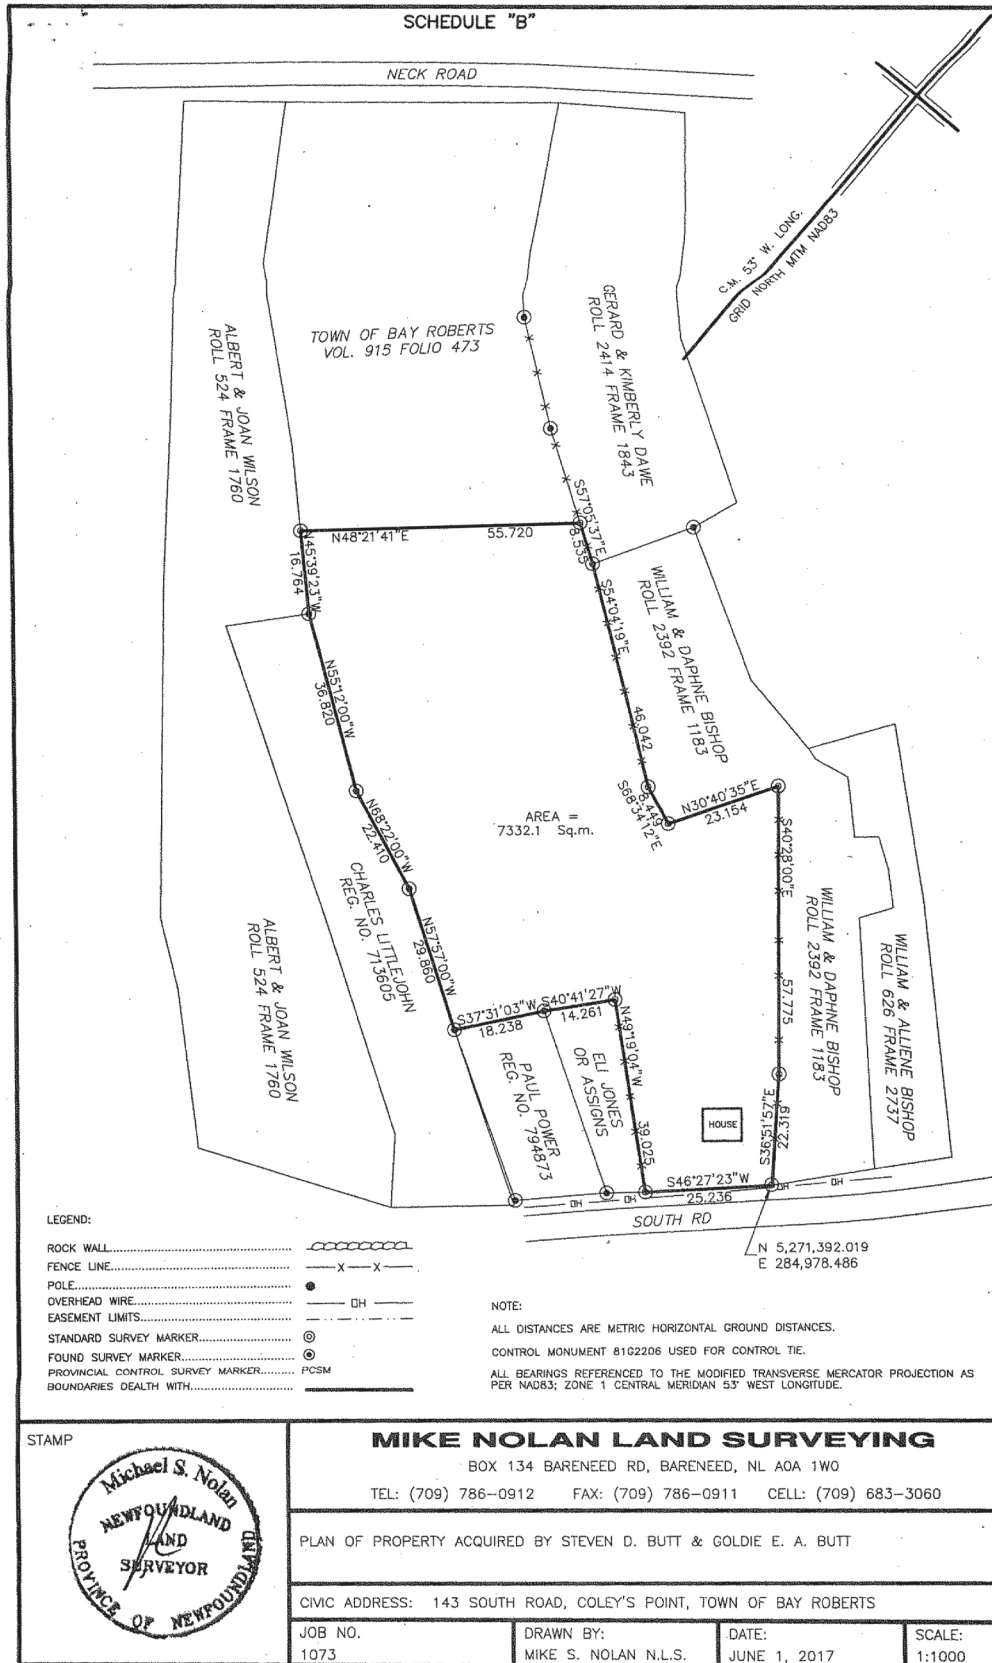 SCHEDULE "B"
NECK ROAD
C.M. 53° W. LONG.
GRID NORTH MTM NAD83
TOWN OF BAY ROBERTS
VOL. 915 FOLIO 473
GERARD & KIMBERLY DAWE
ROLL 2414 FRAME 1843
ALBERT & JOAN WILSON
ROLL 524 FRAME 1760
N48°21'41"E
55.720
S57°05'37"E
8.535
N45°39'23"W
16.764
S54°04'19"E
46.042
WILLIAM & DAPHNE BISHOP
ROLL 2392 FRAME 1183
N55°12'00"W
36.820
8.449
S68°34'12"E
N30°40'35"E
23.154
AREA =
7332.1 Sq.m.
N68°22'00"W
22.410
S40°28'00"E
57.775
CHARLES LITTLEJOHN
REG. NO. 713605
N57°57'00"W
29.860
WILLIAM & DAPHNE BISHOP
ROLL 2392 FRAME 1183
WILLIAM & ALLIENE BISHOP
ROLL 626 FRAME 2737
ALBERT & JOAN WILSON
ROLL 524 FRAME 1760
S37°31'03"W
18.238
S40°41'27"W
14.261
N49°19'04"W
39.025
PAUL POWER
REG. NO. 794873
ELI JONES
OR ASSIGNS
HOUSE
S36°51'57"E
22.319
S46°27'23"W
25.236
OH OH OH OH
SOUTH RD
N 5,271,392.019
E 284,978.486
LEGEND:
ROCK WALL
FENCE LINE X X
POLE
OVERHEAD WIRE OH
EASEMENT LIMITS
STANDARD SURVEY MARKER
FOUND SURVEY MARKER
PROVINCIAL CONTROL SURVEY MARKER PCSM
BOUNDARIES DEALTH WITH
NOTE:
ALL DISTANCES ARE METRIC HORIZONTAL GROUND DISTANCES.
CONTROL MONUMENT 81G2206 USED FOR CONTROL TIE.
ALL BEARINGS REFERENCED TO THE MODIFIED TRANSVERSE MERCATOR PROJECTION AS
PER NAD83; ZONE 1 CENTRAL MERIDIAN 53° WEST LONGITUDE.
STAMP
Michael S. Nolan
NEWFOUNDLAND
LAND
SURVEYOR
PROVINCE OF NEWFOUNDLAND
MIKE NOLAN LAND SURVEYING
BOX 134 BARENEED RD, BARENEED, NL A0A 1W0
TEL: (709) 786-0912 FAX: (709) 786-0911 CELL: (709) 683-3060
PLAN OF PROPERTY ACQUIRED BY STEVEN D. BUTT & GOLDIE E. A. BUTT
CIVIC ADDRESS: 143 SOUTH ROAD, COLEY'S POINT, TOWN OF BAY ROBERTS
JOB NO.
1073
DRAWN BY:
MIKE S. NOLAN N.L.S.
DATE:
JUNE 1, 2017
SCALE:
1:1000